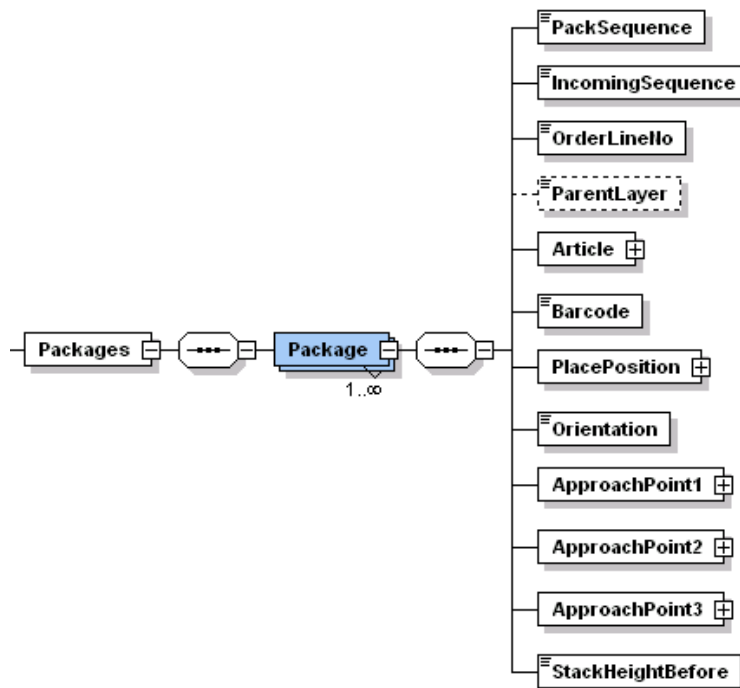 PackSequence
IncomingSequence
OrderLineNo
ParentLayer
Article
Barcode
Packages
Package
1..∞
PlacePosition
Orientation
ApproachPoint1
ApproachPoint2
ApproachPoint3
StackHeightBefore